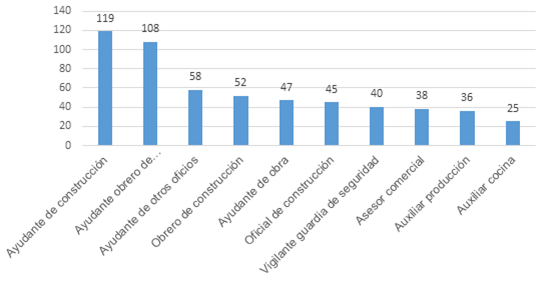 140
120
100
80
60
40
20
0
119
108
58
52
47
45
40
38
36
25
Ayudante de construcción
Ayudante obrero de...
Ayudante de otros oficios
Obrero de construcción
Ayudante de obra
Oficial de construcción
Vigilante guardia de seguridad
Asesor comercial
Auxiliar producción
Auxiliar cocina